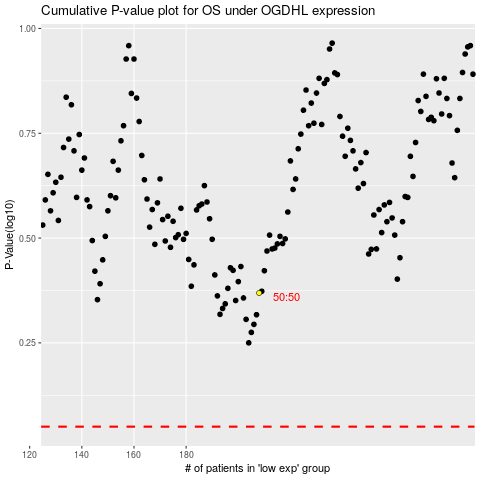 Cumulative P-value plot for OS under OGDHL expression
P-Value(log10)
1.00
0.75
0.50
0.25
50:50
120 140 160 180
# of patients in 'low exp' group